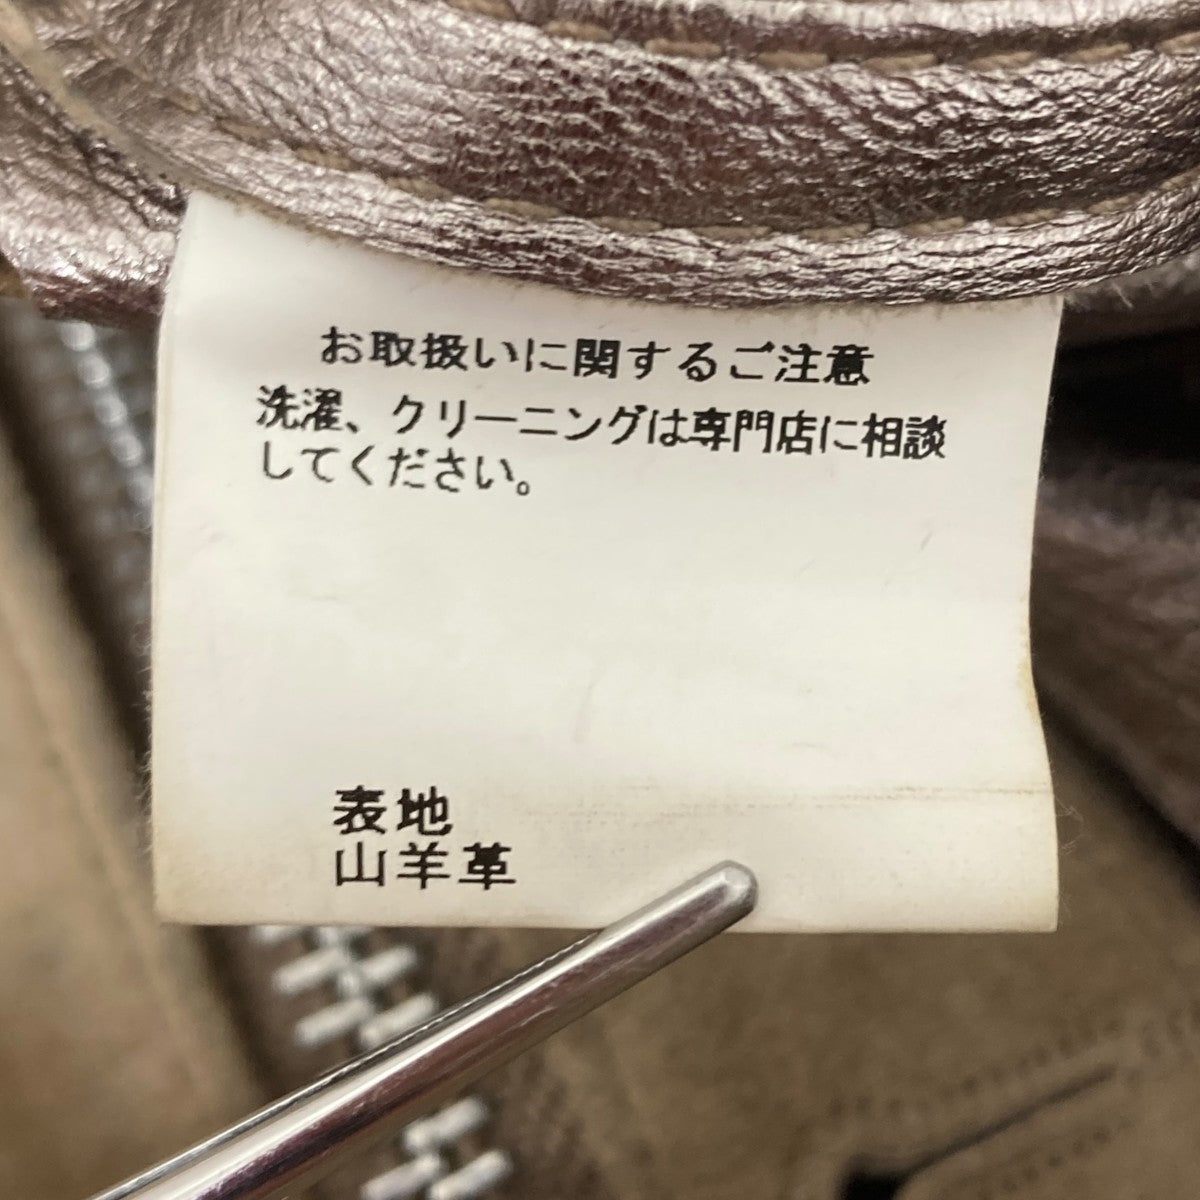 お取扱いに関するご注意
洗濯、クリーニングは専門店に相談
してください。
表地
山羊革